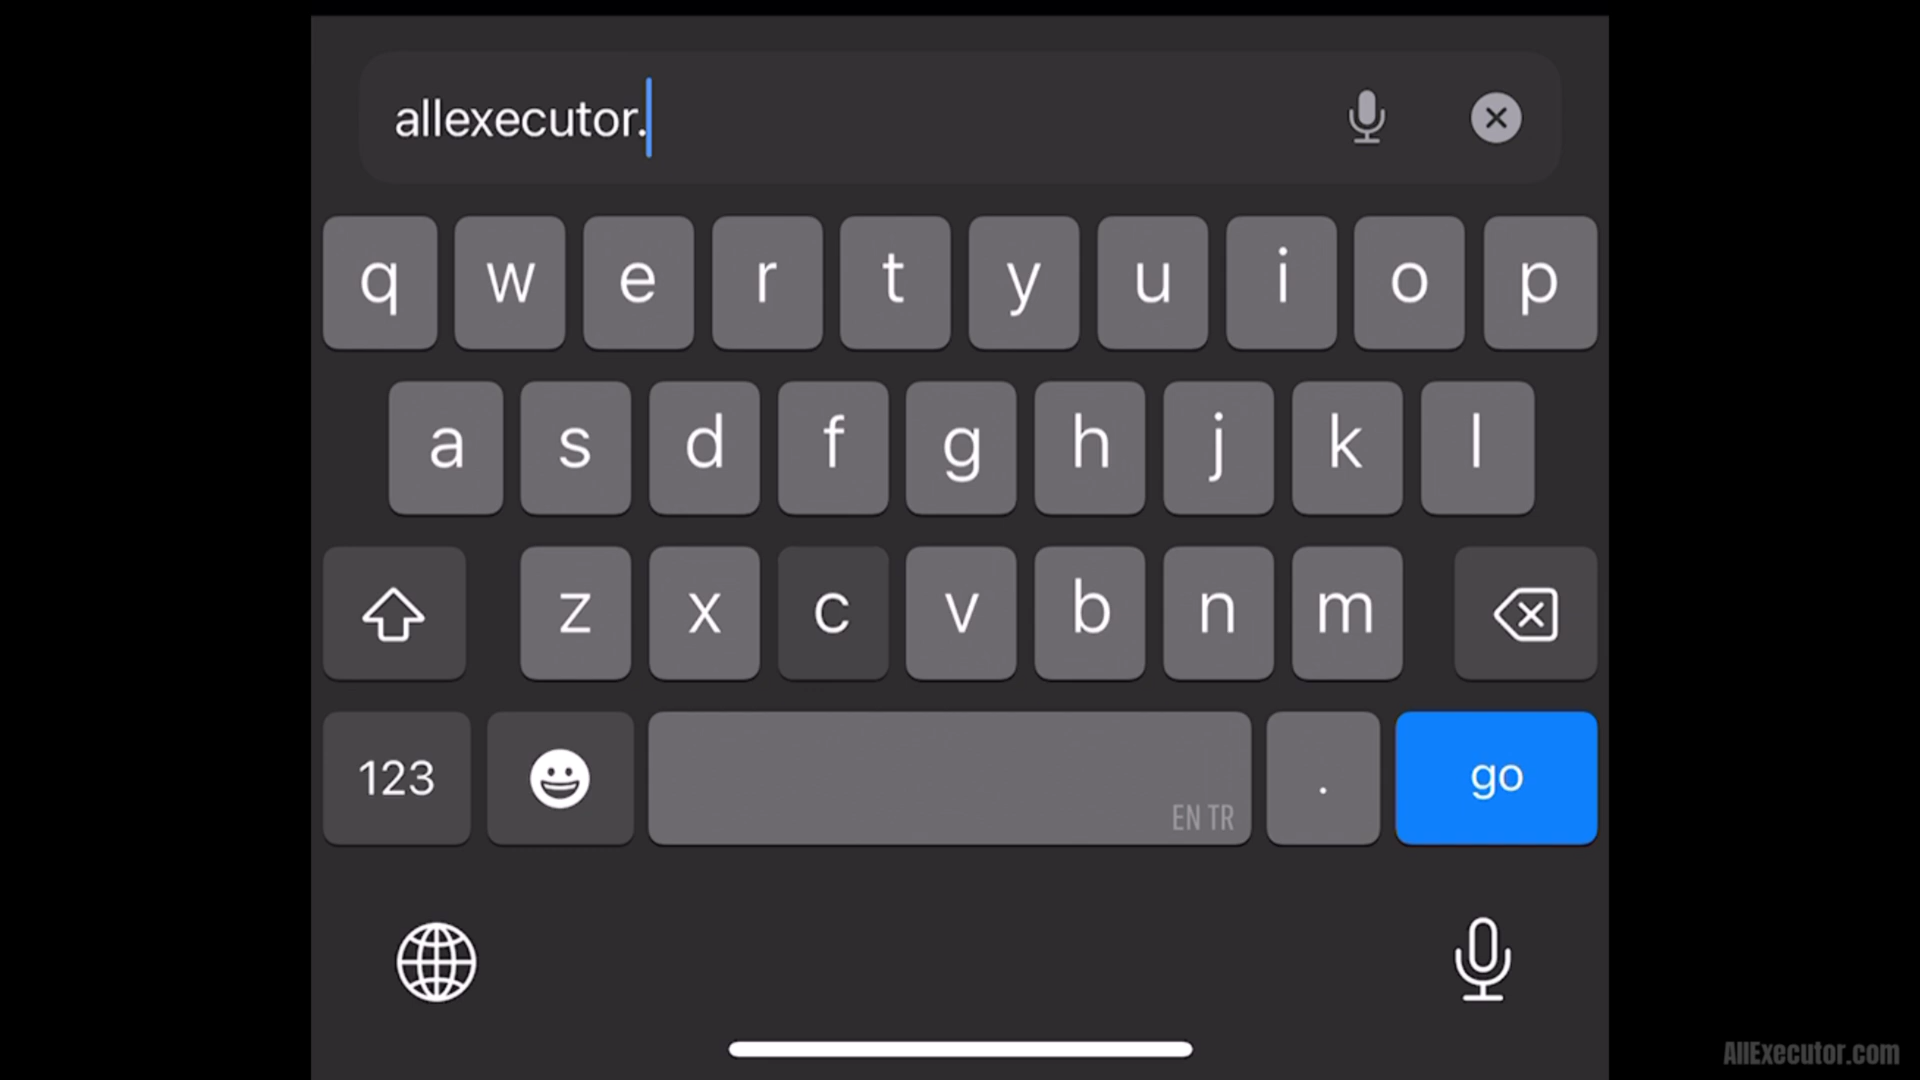 allexecutor.
q w e r t y u i o p
a s d f g h j k l
z x c v b n m
123 EN TR . go
AllExecutor.com